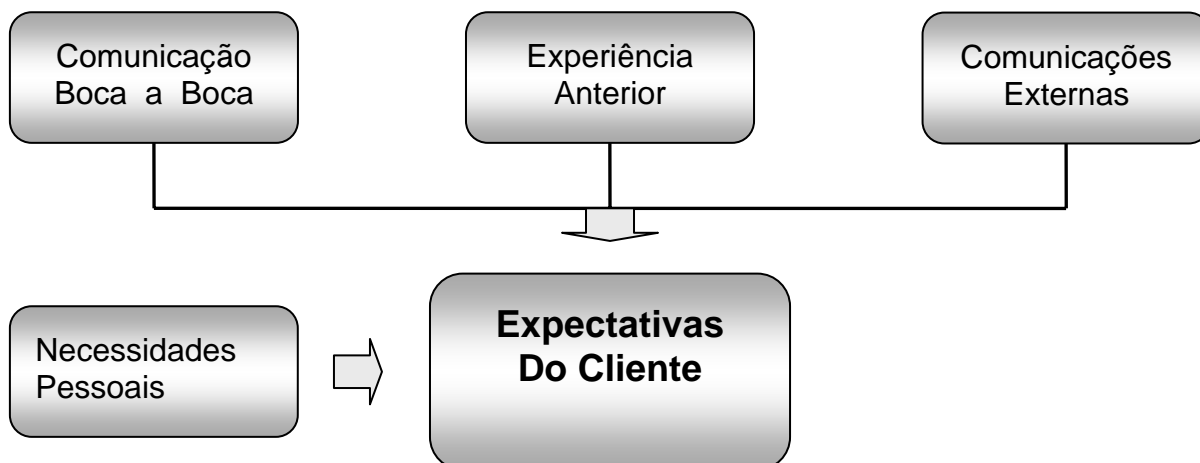 Comunicação
Boca a Boca
Experiência
Anterior
Comunicações
Externas
Necessidades
Pessoais
Expectativas
Do Cliente